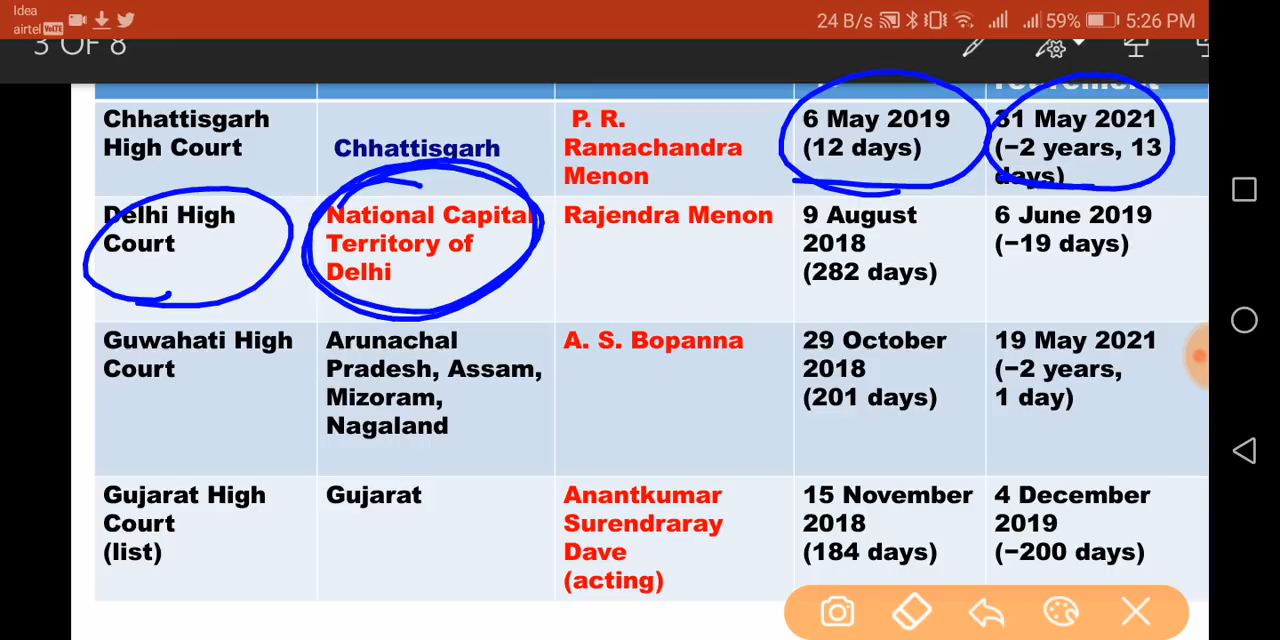 Idea
airtel VoLTE
24 B/s
59%
5:26 PM
3 OF 8
retirement
Chhattisgarh
High Court
Chhattisgarh
P. R.
Ramachandra
Menon
6 May 2019
(12 days)
31 May 2021
(−2 years, 13
days)
Delhi High
Court
National Capital
Territory of
Delhi
Rajendra Menon
9 August
2018
(282 days)
6 June 2019
(−19 days)
Guwahati High
Court
Arunachal
Pradesh, Assam,
Mizoram,
Nagaland
A. S. Bopanna
29 October
2018
(201 days)
19 May 2021
(−2 years,
1 day)
Gujarat High
Court
(list)
Gujarat
Anantkumar
Surendraray
Dave
(acting)
15 November
2018
(184 days)
4 December
2019
(−200 days)